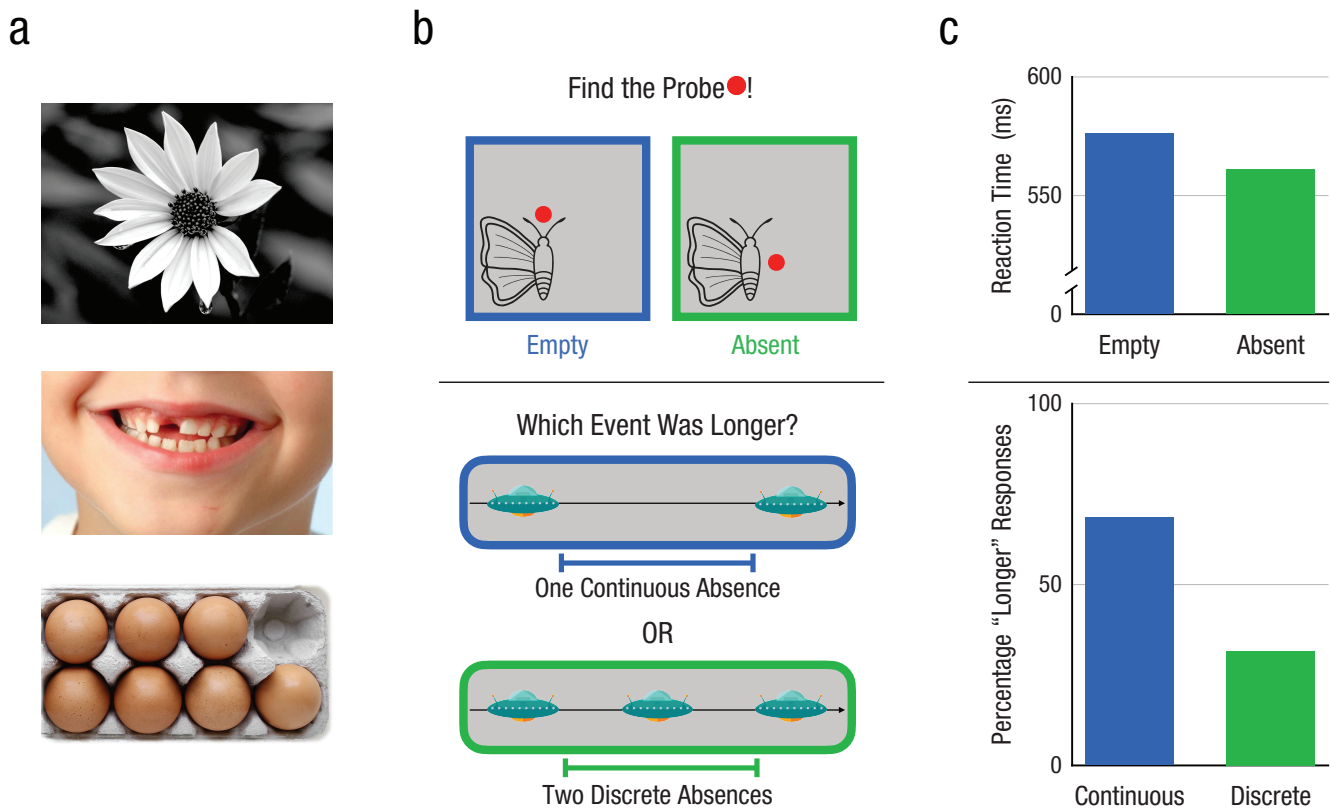 a
b
c
Find the Probe !
Empty
Absent
Which Event Was Longer?
One Continuous Absence
OR
Two Discrete Absences
600
550
0
Reaction Time (ms)
Empty
Absent
100
50
0
Percentage “Longer” Responses
Continuous
Discrete